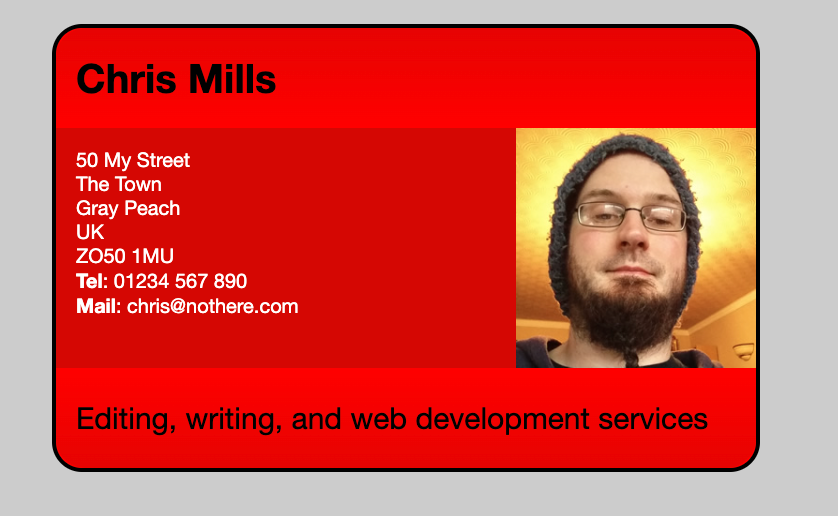 Chris Mills
50 My Street
The Town
Gray Peach
UK
ZO50 1MU
Tel: 01234 567 890
Mail: chris@nothere.com
Editing, writing, and web development services